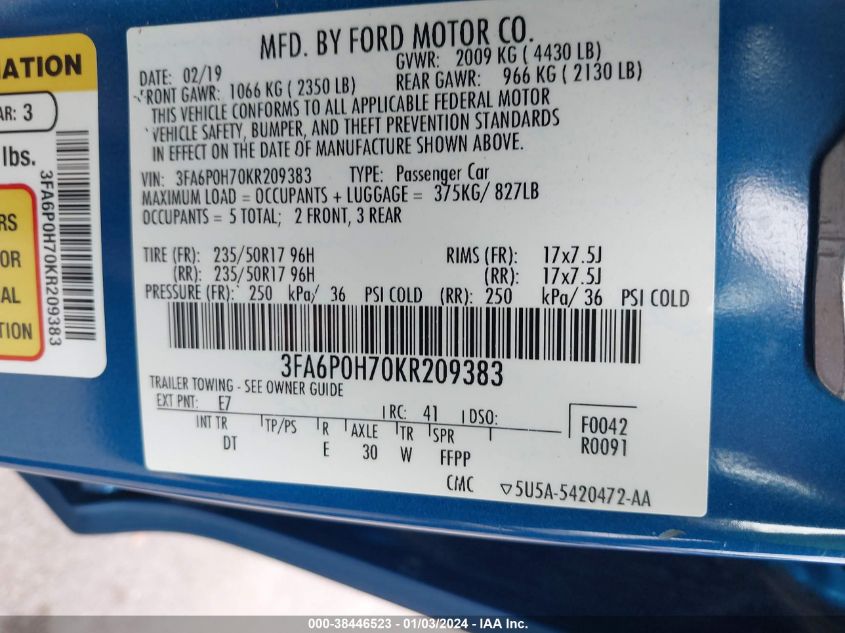 MFD. BY FORD MOTOR CO.
DATE: 02/19
GVWR: 2009 KG ( 4430 LB)
FRONT GAWR: 1066 KG ( 2350 LB)
REAR GAWR: 966 KG ( 2130 LB)
THIS VEHICLE CONFORMS TO ALL APPLICABLE FEDERAL MOTOR
VEHICLE SAFETY, BUMPER, AND THEFT PREVENTION STANDARDS
IN EFFECT ON THE DATE OF MANUFACTURE SHOWN ABOVE.
VIN: 3FA6P0H70KR209383 TYPE: Passenger Car
MAXIMUM LOAD = OCCUPANTS + LUGGAGE = 375KG/ 827LB
OCCUPANTS = 5 TOTAL; 2 FRONT, 3 REAR
TIRE (FR): 235/50R17 96H RIMS (FR): 17x7.5J
(RR): 235/50R17 96H (RR): 17x7.5J
PRESSURE (FR): 250 kPa/ 36 PSI COLD (RR): 250 kPa/ 36 PSI COLD
3FA6P0H70KR209383
TRAILER TOWING - SEE OWNER GUIDE
EXT PNT: E7 RC: 41 DSO:
INT TR TP/PS R AXLE TR SPR
DT E 30 W FFPP
F0042
R0091
CMC ▽5U5A-5420472-AA
MATION
AR: 3
lbs.
RS
OR
AL
TION
3FA6P0H70KR209383
000-38446523 - 01/03/2024 - IAA Inc.